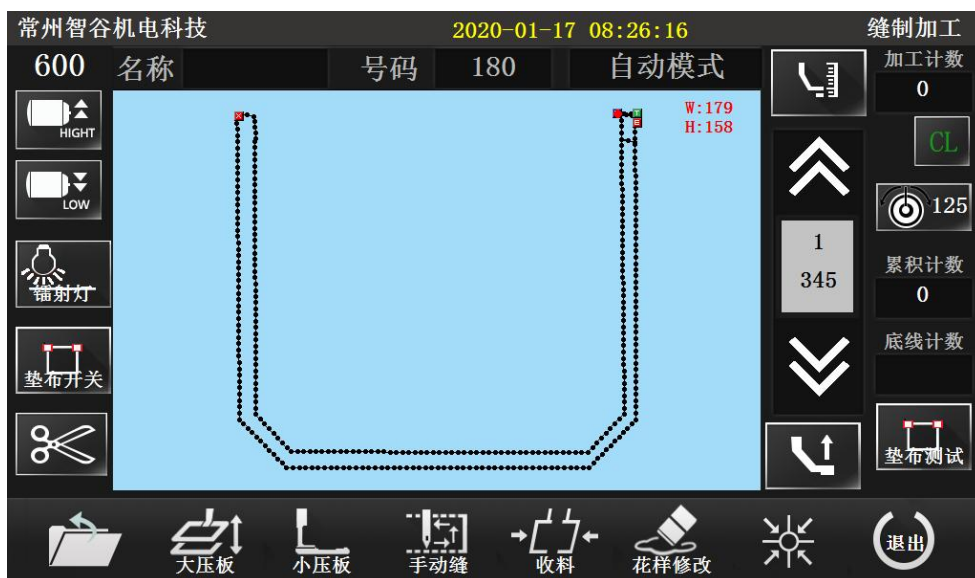 常州智谷机电科技 2020-01-17 08:26:16 缝制加工
600 名称 号码 180 自动模式 加工计数
0
W:179
H:158
HIGHT
CL
LOW
125
1
345
镭射灯
累积计数
0
底线计数
垫布开关
垫布测试
大压板 小压板 手动缝 收料 花样修改 退出